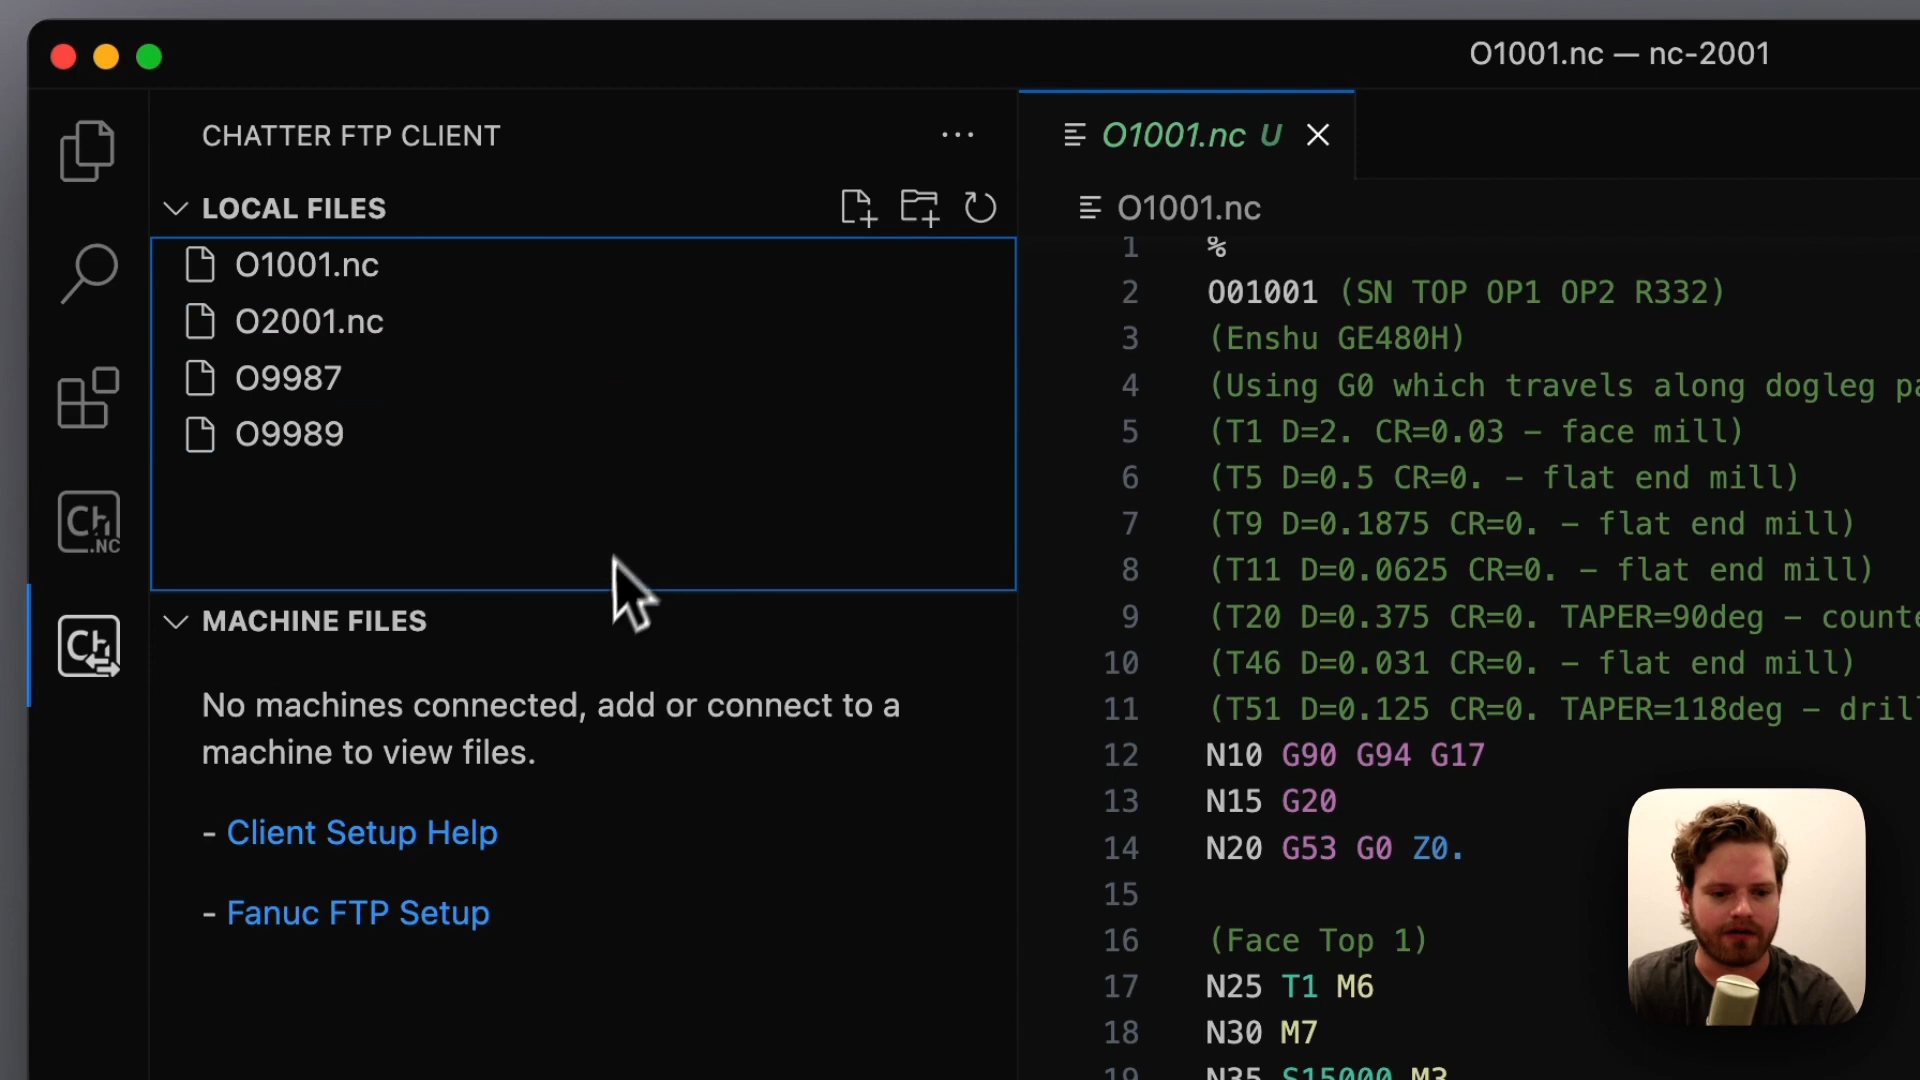 O1001.nc — nc-2001
CHATTER FTP CLIENT
LOCAL FILES
O1001.nc
O2001.nc
O9987
O9989
MACHINE FILES
No machines connected, add or connect to a
machine to view files.
- Client Setup Help
- Fanuc FTP Setup
Ch .NC
Ch
O1001.nc U
O1001.nc
1 %
2 O01001 (SN TOP OP1 OP2 R332)
3 (Enshu GE480H)
4 (Using G0 which travels along dogleg
5 (T1 D=2. CR=0.03 – face mill)
6 (T5 D=0.5 CR=0. – flat end mill)
7 (T9 D=0.1875 CR=0. – flat end mill)
8 (T11 D=0.0625 CR=0. – flat end mill)
9 (T20 D=0.375 CR=0. TAPER=90deg –
10 (T46 D=0.031 CR=0. – flat end mill)
11 (T51 D=0.125 CR=0. TAPER=118deg –
12 N10 G90 G94 G17
13 N15 G20
14 N20 G53 G0 Z0.
15
16 (Face Top 1)
17 N25 T1 M6
18 N30 M7
19 N35 S15000 M3